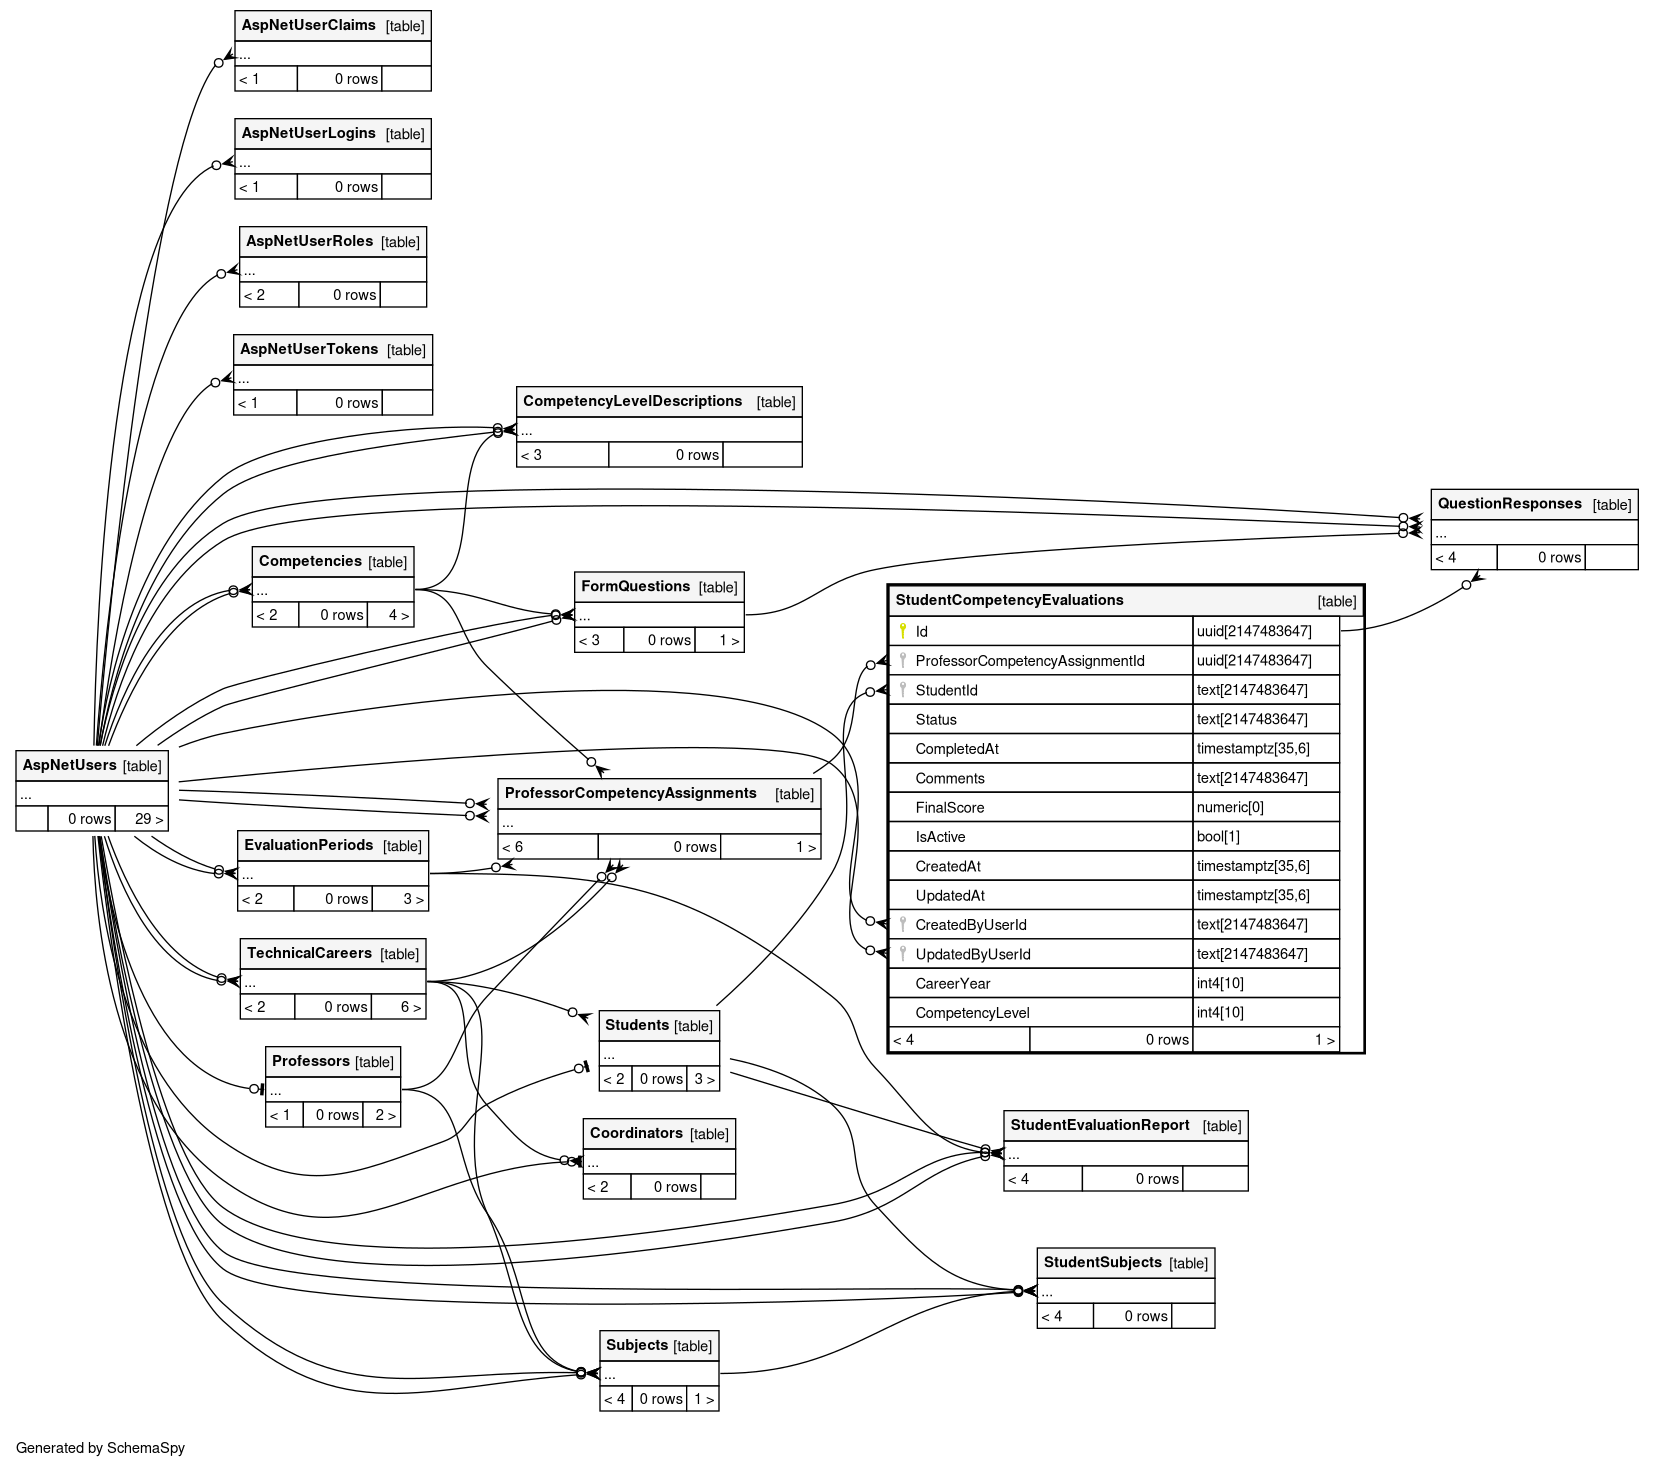 AspNetUserClaims [table]
...
< 1 0 rows
AspNetUserLogins [table]
...
< 1 0 rows
AspNetUserRoles [table]
...
< 2 0 rows
AspNetUserTokens [table]
...
< 1 0 rows
CompetencyLevelDescriptions [table]
...
< 3 0 rows
QuestionResponses [table]
...
< 4 0 rows
Competencies [table]
...
< 2 0 rows 4 >
FormQuestions [table]
...
< 3 0 rows 1 >
StudentCompetencyEvaluations [table]
Id uuid[2147483647]
ProfessorCompetencyAssignmentId uuid[2147483647]
StudentId text[2147483647]
Status text[2147483647]
CompletedAt timestamptz[35,6]
Comments text[2147483647]
FinalScore numeric[0]
IsActive bool[1]
CreatedAt timestamptz[35,6]
UpdatedAt timestamptz[35,6]
CreatedByUserId text[2147483647]
UpdatedByUserId text[2147483647]
CareerYear int4[10]
CompetencyLevel int4[10]
< 4 0 rows 1 >
AspNetUsers [table]
...
0 rows 29 >
ProfessorCompetencyAssignments [table]
...
< 6 0 rows 1 >
EvaluationPeriods [table]
...
< 2 0 rows 3 >
TechnicalCareers [table]
...
< 2 0 rows 6 >
Students [table]
...
< 2 0 rows 3 >
Professors [table]
...
< 1 0 rows 2 >
Coordinators [table]
...
< 2 0 rows
StudentEvaluationReport [table]
...
< 4 0 rows
StudentSubjects [table]
...
< 4 0 rows
Subjects [table]
...
< 4 0 rows 1 >
Generated by SchemaSpy